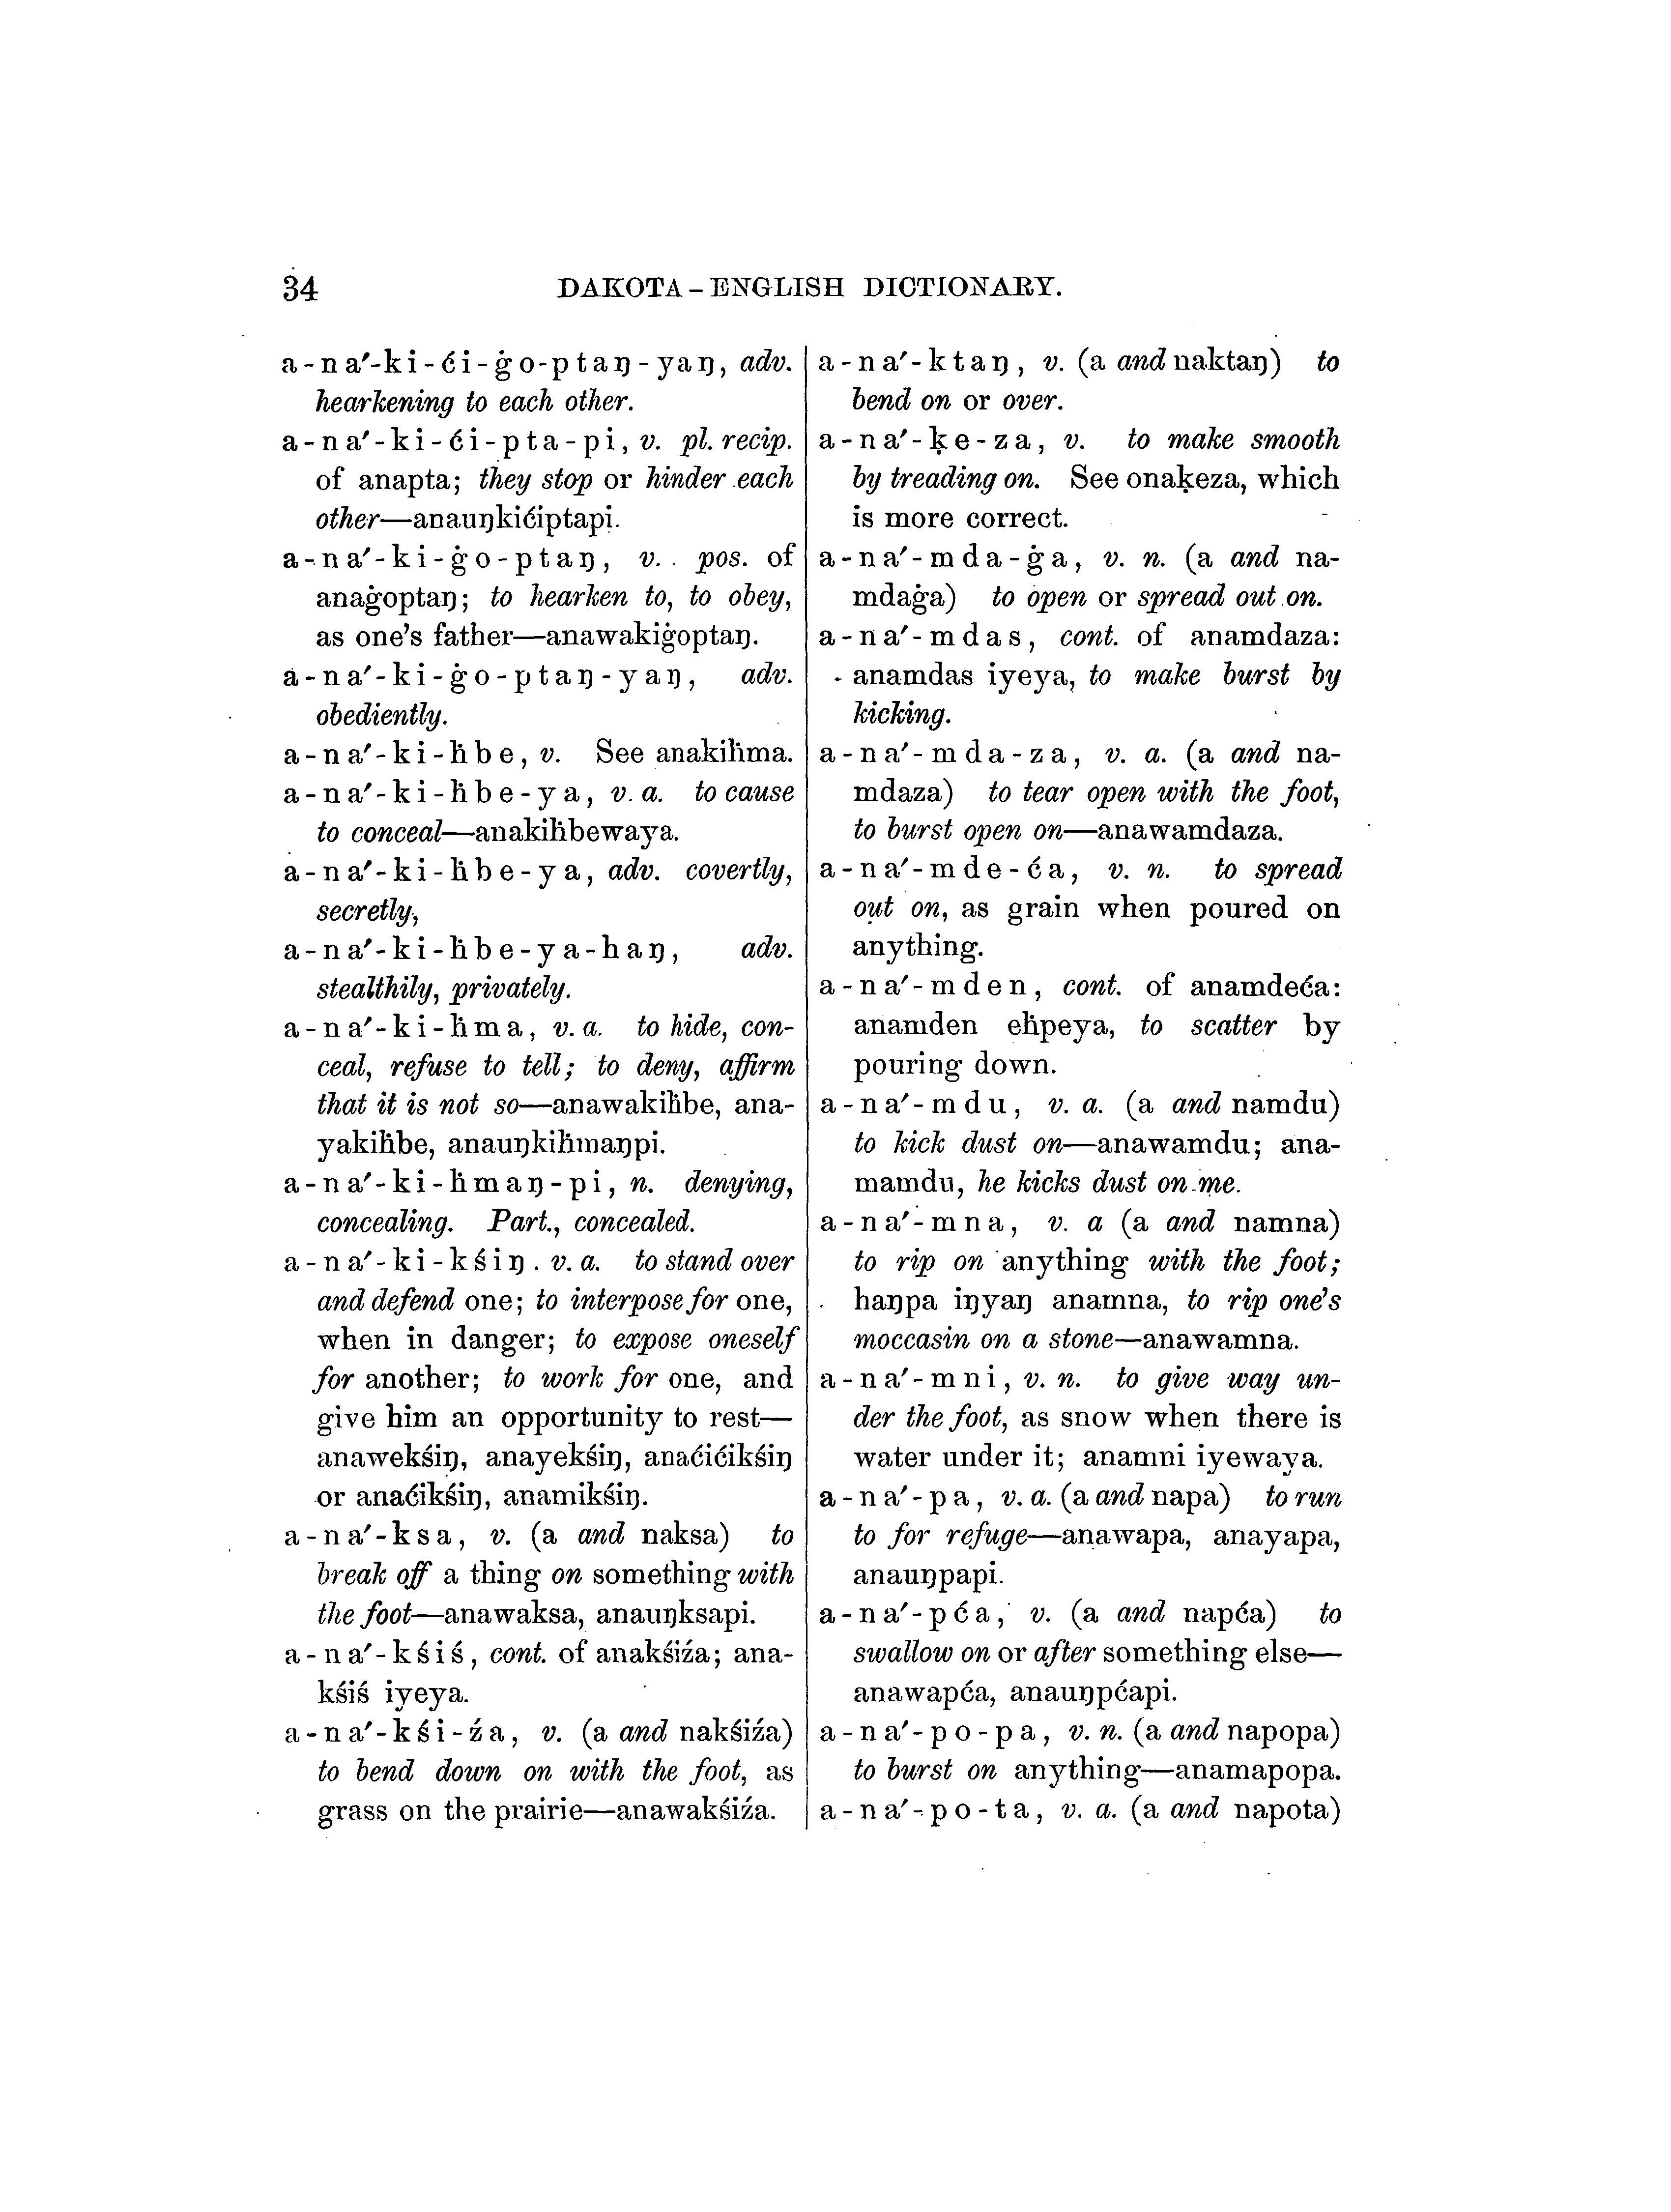 34 DAKOTA-ENGLISH DICTIONARY.
a-na′-ki-ći-ġo-ptaŋ-yaŋ, adv.
hearkening to each other.
a-na′-ki-ći-pta-pi, v. pl. recip.
of anapta; they stop or hinder each
other—anauŋkićiptapi.
a-na′-ki-ġo-ptaŋ, v. pos. of
anaġoptaŋ; to hearken to, to obey,
as one's father—anawakiġoptaŋ.
a-na′-ki-ġo-ptaŋ-yaŋ, adv.
obediently.
a-na′-ki-ḣbe, v. See anakiḣma.
a-na′-ki-ḣbe-ya, v. a. to cause
to conceal—anakiḣbewaya.
a-na′-ki-ḣbe-ya, adv. covertly,
secretly,
a-na′-ki-ḣbe-ya-haŋ, adv.
stealthily, privately.
a-na′-ki-ḣma, v. a. to hide, con-
ceal, refuse to tell; to deny, affirm
that it is not so—anawakiḣbe, ana-
yakiḣbe, anauŋkiḣmaŋpi.
a-na′-ki-ḣmaŋ-pi, n. denying,
concealing. Part., concealed.
a-na′-ki-kśiŋ. v. a. to stand over
and defend one; to interpose for one,
when in danger; to expose oneself
for another; to work for one, and
give him an opportunity to rest—
anawekśiŋ, anayekśiŋ, anaćićikśiŋ
or anaćikśiŋ, anamikśiŋ.
a-na′-ksa, v. (a and naksa) to
break off a thing on something with
the foot—anawaksa, anauŋksapi.
a-na′-kśiś, cont. of anakśiźa; ana-
kśiś iyeya.
a-na′-kśi-źa, v. (a and nakśiźa)
to bend down on with the foot, as
grass on the prairie—anawakśiźa.
a-na′-ktaŋ, v. (a and naktaŋ) to
bend on or over.
a-na′-ḳe-za, v. to make smooth
by treading on. See onaḳeza, which
is more correct.
a-na′-mda-ġa, v. n. (a and na-
mdaġa) to open or spread out on.
a-na′-mdas, cont. of anamdaza:
anamdas iyeya, to make burst by
kicking.
a-na′-mda-za, v. a. (a and na-
mdaza) to tear open with the foot,
to burst open on—anawamdaza.
a-na′-mde-ća, v. n. to spread
out on, as grain when poured on
anything.
a-na′-mden, cont. of anamdeća:
anamden eḣpeya, to scatter by
pouring down.
a-na′-mdu, v. a. (a and namdu)
to kick dust on—anawamdu; ana-
mamdu, he kicks dust on me.
a-na′-mna, v. a (a and namna)
to rip on anything with the foot;
haŋpa iŋyaŋ anamna, to rip one's
moccasin on a stone—anawamna.
a-na′-mni, v. n. to give way un-
der the foot, as snow when there is
water under it; anamni iyewaya.
a-na′-pa, v. a. (a and napa) to run
to for refuge—anawapa, anayapa,
anauŋpapi.
a-na′-pća, v. (a and napća) to
swallow on or after something else—
anawapća, anauŋpćapi.
a-na′-po-pa, v. n. (a and napopa)
to burst on anything—anamapopa.
a-na′-po-ta, v. a. (a and napota)